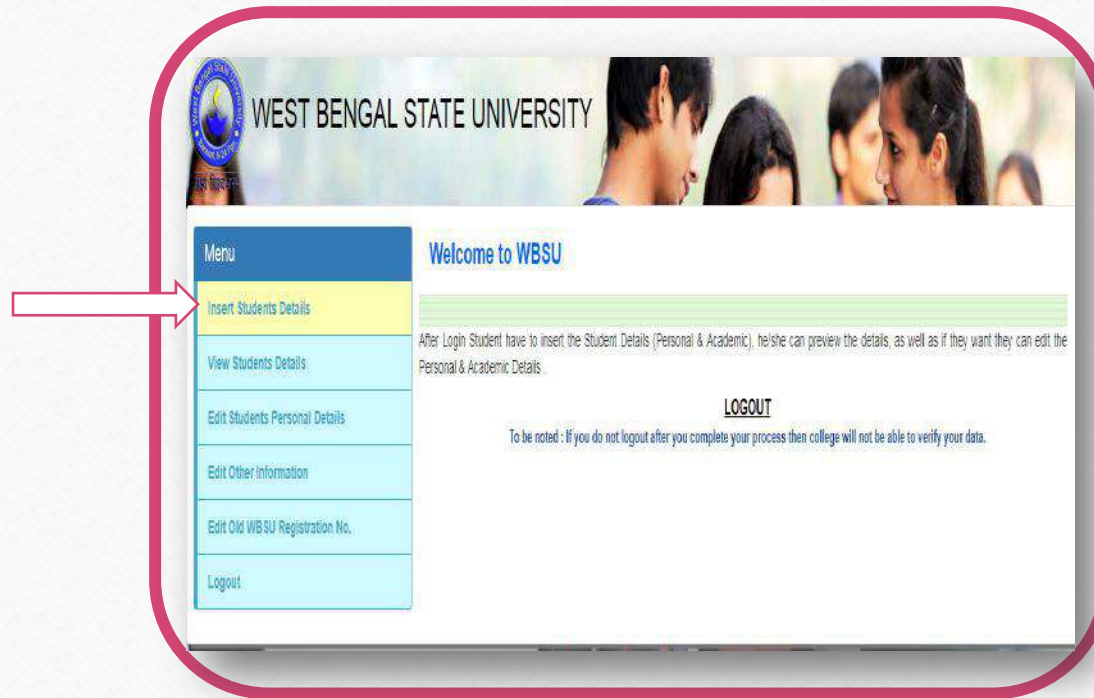 West Bengal State University
WEST BENGAL STATE UNIVERSITY
Menu
Insert Students Details
View Students Details
Edit Students Personal Details
Edit Other Information
Edit Old WBSU Registration No.
Logout
Welcome to WBSU
After Login Student have to insert the Student Details (Personal & Academic), he/she can preview the details, as well as if they want they can edit the
Personal & Academic Details .
LOGOUT
To be noted : If you do not logout after you complete your process then college will not be able to verify your data.